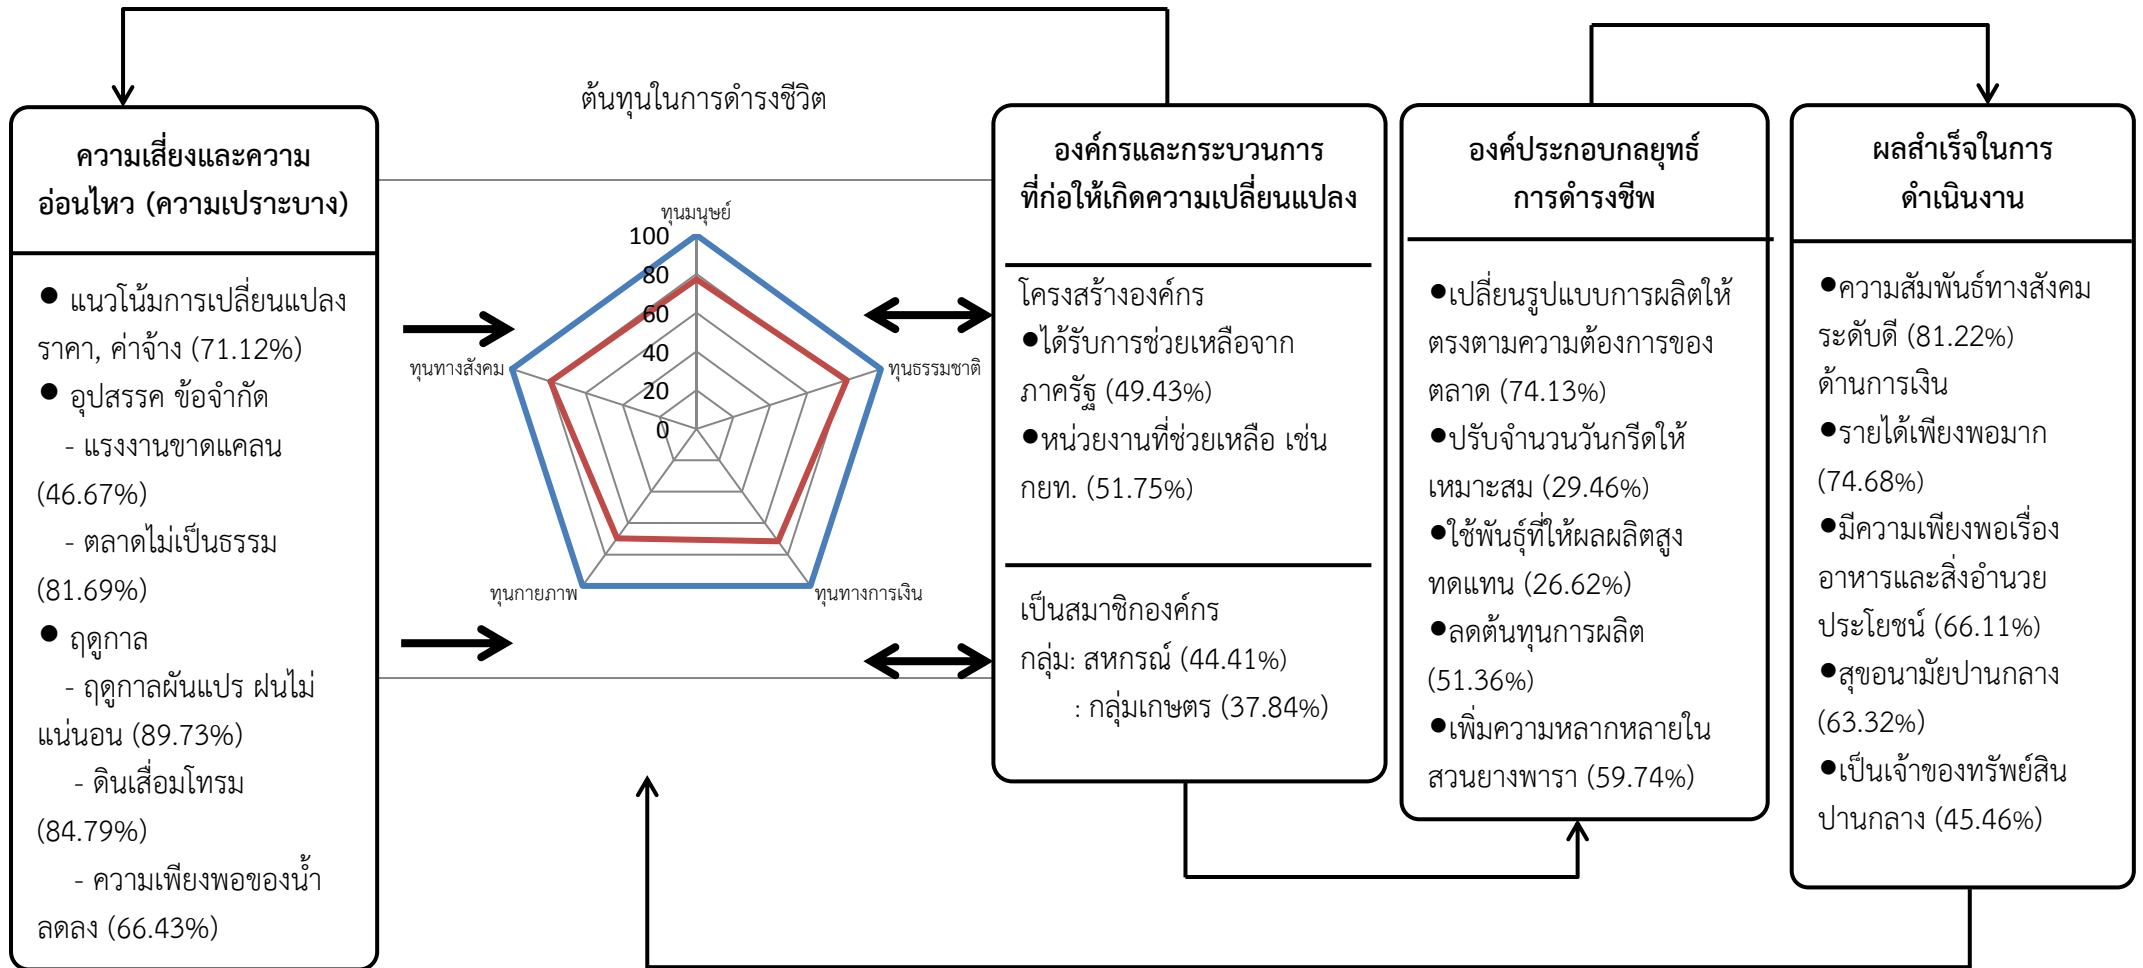 ต้นทุนในการดำรงชีวิต
ความเสี่ยงและความ
อ่อนไหว (ความเปราะบาง)
● แนวโน้มการเปลี่ยนแปลง
ราคา, ค่าจ้าง (71.12%)
● อุปสรรค ข้อจำกัด
- แรงงานขาดแคลน
(46.67%)
- ตลาดไม่เป็นธรรม
(81.69%)
● ฤดูกาล
- ฤดูกาลผันแปร ฝนไม่
แน่นอน (89.73%)
- ดินเสื่อมโทรม
(84.79%)
- ความเพียงพอของน้ำ
ลดลง (66.43%)
ทุนมนุษย์
100
80
60
40
20
0
ทุนทางสังคม
ทุนธรรมชาติ
ทุนกายภาพ
ทุนทางการเงิน
องค์กรและกระบวนการ
ที่ก่อให้เกิดความเปลี่ยนแปลง
โครงสร้างองค์กร
●ได้รับการช่วยเหลือจาก
ภาครัฐ (49.43%)
●หน่วยงานที่ช่วยเหลือ เช่น
กยท. (51.75%)
เป็นสมาชิกองค์กร
กลุ่ม: สหกรณ์ (44.41%)
: กลุ่มเกษตร (37.84%)
องค์ประกอบกลยุทธ์
การดำรงชีพ
●เปลี่ยนรูปแบบการผลิตให้
ตรงตามความต้องการของ
ตลาด (74.13%)
●ปรับจำนวนวันกรีดให้
เหมาะสม (29.46%)
●ใช้พันธุ์ที่ให้ผลผลิตสูง
ทดแทน (26.62%)
●ลดต้นทุนการผลิต
(51.36%)
●เพิ่มความหลากหลายใน
สวนยางพารา (59.74%)
ผลสำเร็จในการ
ดำเนินงาน
●ความสัมพันธ์ทางสังคม
ระดับดี (81.22%)
ด้านการเงิน
●รายได้เพียงพอมาก
(74.68%)
●มีความเพียงพอเรื่อง
อาหารและสิ่งอำนวย
ประโยชน์ (66.11%)
●สุขอนามัยปานกลาง
(63.32%)
●เป็นเจ้าของทรัพย์สิน
ปานกลาง (45.46%)